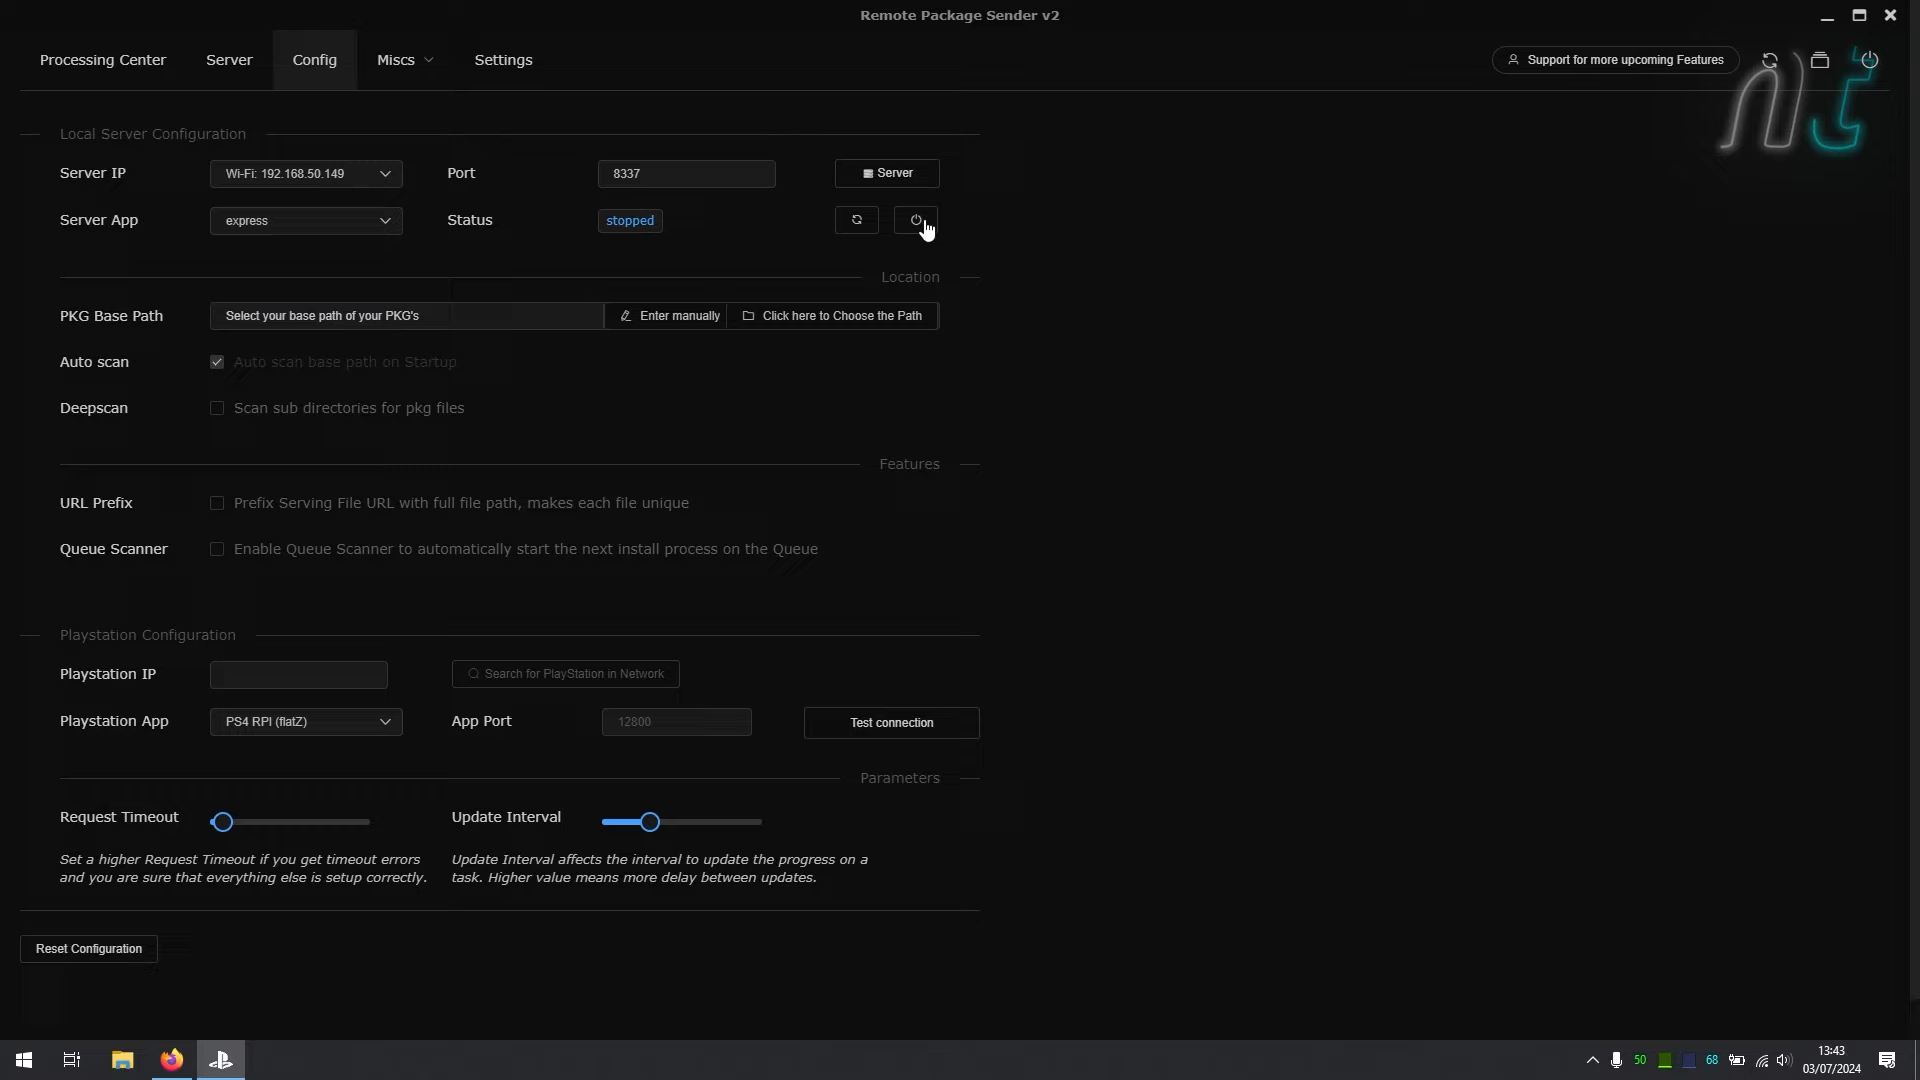 Remote Package Sender v2
Processing Center Server Config Miscs Settings
Support for more upcoming Features
nt
Local Server Configuration
Server IP Wi-Fi: 192.168.50.149 Port 8337 Server
Server App express Status stopped
Location
PKG Base Path Select your base path of your PKG's Enter manually Click here to Choose the Path
Auto scan Auto scan base path on Startup
Deepscan Scan sub directories for pkg files
Features
URL Prefix Prefix Serving File URL with full file path, makes each file unique
Queue Scanner Enable Queue Scanner to automatically start the next install process on the Queue
Playstation Configuration
Playstation IP Search for PlayStation in Network
Playstation App PS4 RPI (flatZ) App Port 12800 Test connection
Parameters
Request Timeout Update Interval
Set a higher Request Timeout if you get timeout errors
and you are sure that everything else is setup correctly.
Update Interval affects the interval to update the progress on a
task. Higher value means more delay between updates.
Reset Configuration
50 68 13:43
03/07/2024